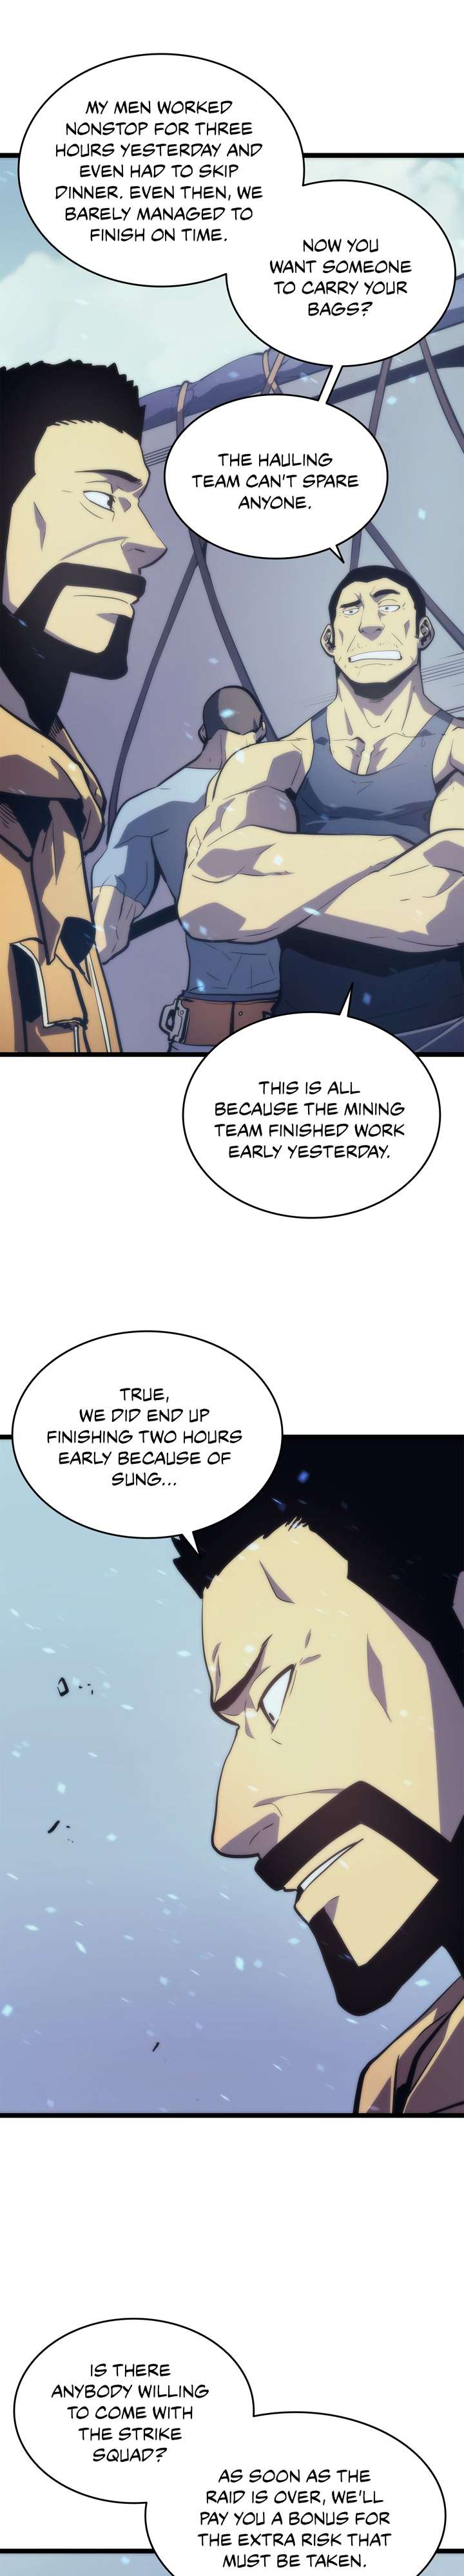 MY MEN WORKED
NONSTOP FOR THREE
HOURS YESTERDAY AND
EVEN HAD TO SKIP
DINNER. EVEN THEN, WE
BARELY MANAGED TO
FINISH ON TIME.
NOW YOU
WANT SOMEONE
TO CARRY YOUR
BAGS?
THE HAULING
TEAM CAN'T SPARE
ANYONE.
THIS IS ALL
BECAUSE THE MINING
TEAM FINISHED WORK
EARLY YESTERDAY.
TRUE,
WE DID END UP
FINISHING TWO HOURS
EARLY BECAUSE OF
SUNG...
IS THERE
ANYBODY WILLING
TO COME WITH
THE STRIKE
SQUAD?
AS SOON AS THE
RAID IS OVER, WE'LL
PAY YOU A BONUS FOR
THE EXTRA RISK THAT
MUST BE TAKEN.